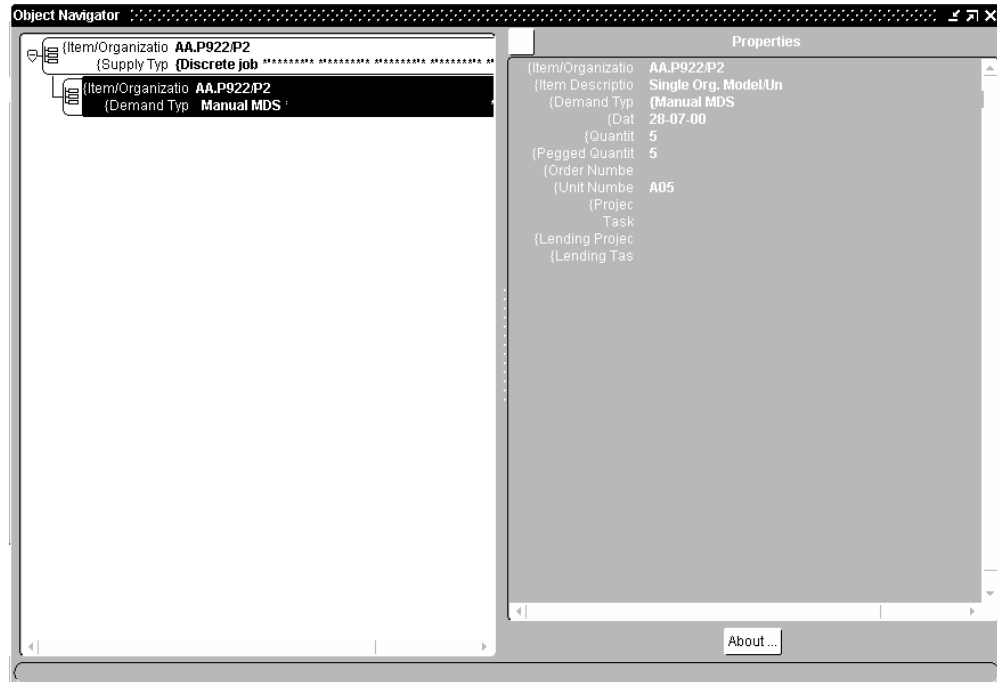 Object Navigator
{Item/Organizatio AA.P922/P2
{Supply Typ {Discrete job *********** ********** *********** ********** **
{Item/Organizatio AA.P922/P2
{Demand Typ Manual MDS
Properties
{Item/Organizatio AA.P922/P2
{Item Descriptio Single Org. Model/Un
{Demand Typ {Manual MDS
{Dat 28-07-00
{Quantit 5
{Pegged Quantit 5
{Order Numbe
{Unit Numbe A05
{Projec
Task
{Lending Projec
{Lending Tas
About ...